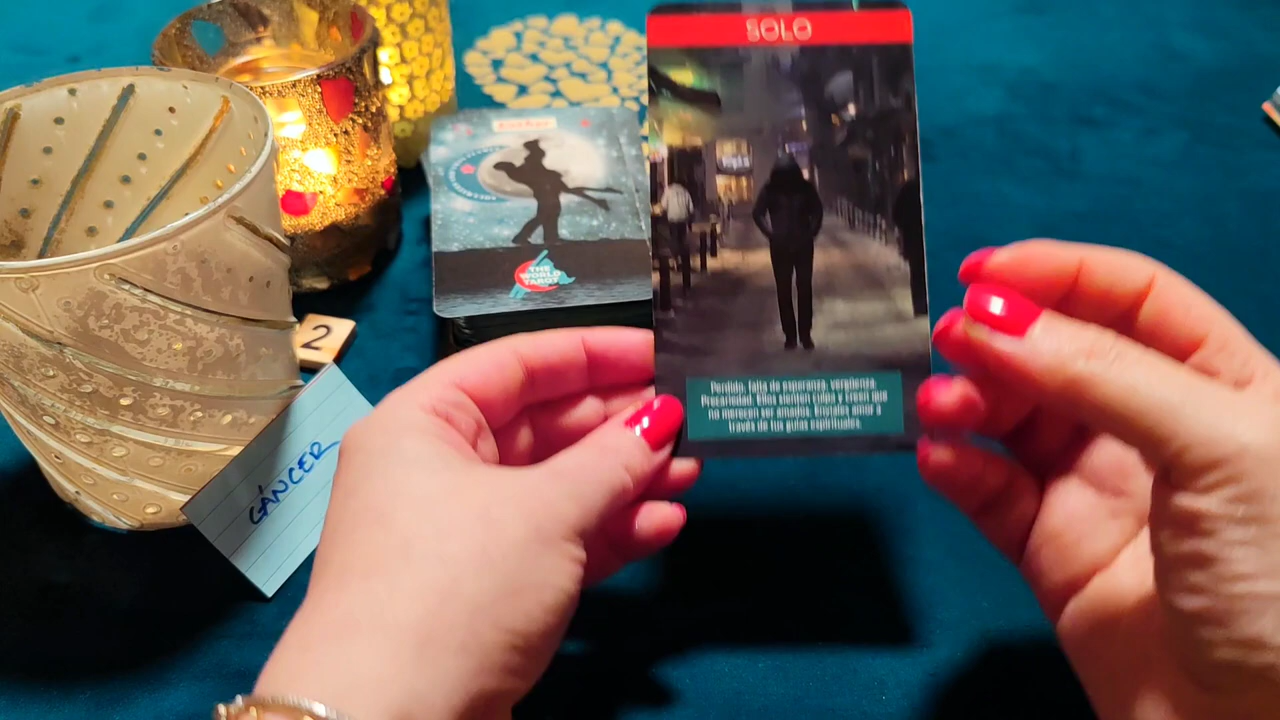 SOLO
THE
WORLD
TAROT
2
CÁNCER
Perdido, falta de esperanza, vergüenza.
Precariedad. Ellos sienten culpa y creen que
no merecen ser amados. Bríndales amor a
través de tus guías espirituales.